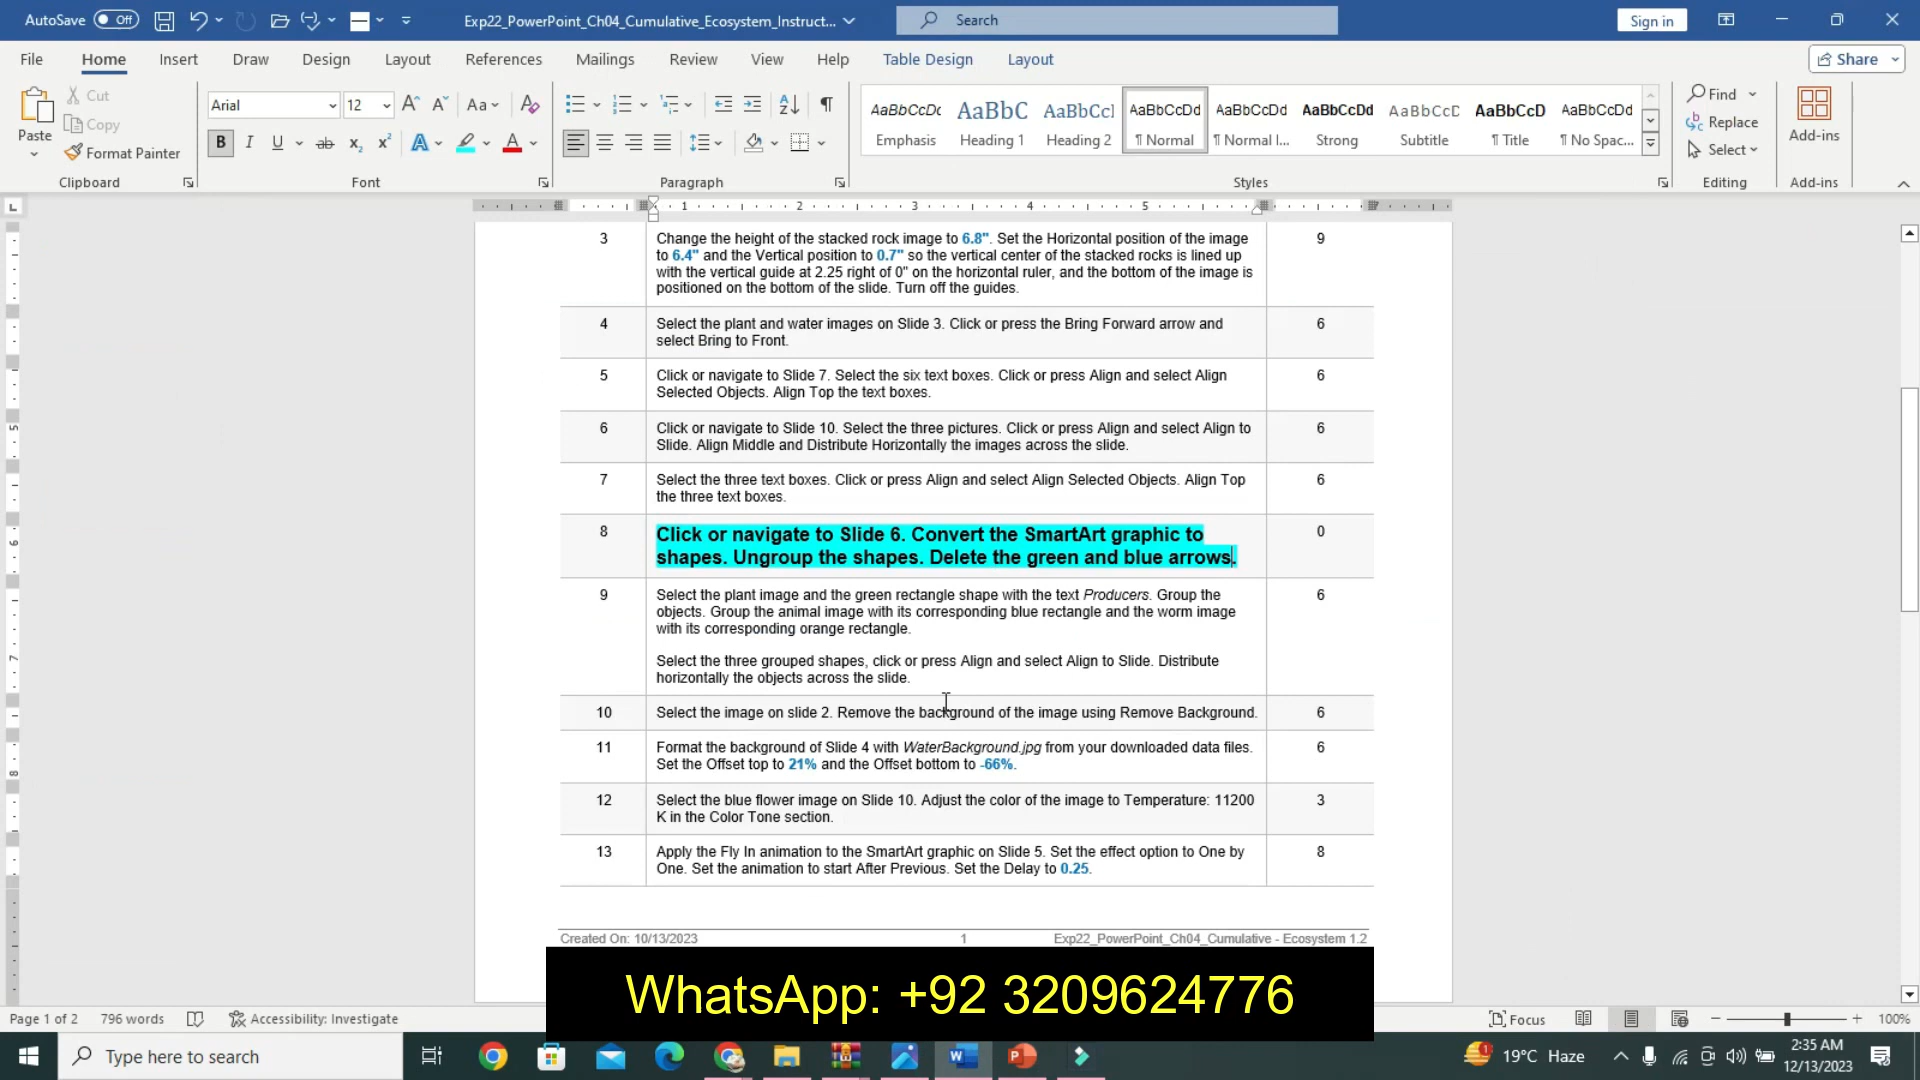 AutoSave Off Exp22_PowerPoint_Ch04_Cumulative_Ecosystem_Instruct... Search Sign in
File Home Insert Draw Design Layout References Mailings Review View Help Table Design Layout Share
Paste Cut Copy Format Painter Clipboard
Arial 12 Font
Paragraph
AaBbCcDc Emphasis
AaBbC Heading 1
AaBbCcI Heading 2
AaBbCcDd ¶ Normal
AaBbCcDd ¶ Normal I...
AaBbCcDd Strong
AaBbCcD Subtitle
AaBbCcD ¶ Title
AaBbCcDd ¶ No Spac...
Styles
Find Replace Select Editing
Add-ins Add-ins
3 Change the height of the stacked rock image to 6.8". Set the Horizontal position of the image 9
to 6.4" and the Vertical position to 0.7" so the vertical center of the stacked rocks is lined up
with the vertical guide at 2.25 right of 0" on the horizontal ruler, and the bottom of the image is
positioned on the bottom of the slide. Turn off the guides.
4 Select the plant and water images on Slide 3. Click or press the Bring Forward arrow and 6
select Bring to Front.
5 Click or navigate to Slide 7. Select the six text boxes. Click or press Align and select Align 6
Selected Objects. Align Top the text boxes.
6 Click or navigate to Slide 10. Select the three pictures. Click or press Align and select Align to 6
Slide. Align Middle and Distribute Horizontally the images across the slide.
7 Select the three text boxes. Click or press Align and select Align Selected Objects. Align Top 6
the three text boxes.
8 Click or navigate to Slide 6. Convert the SmartArt graphic to 0
shapes. Ungroup the shapes. Delete the green and blue arrows.
9 Select the plant image and the green rectangle shape with the text Producers. Group the 6
objects. Group the animal image with its corresponding blue rectangle and the worm image
with its corresponding orange rectangle.
Select the three grouped shapes, click or press Align and select Align to Slide. Distribute
horizontally the objects across the slide.
10 Select the image on slide 2. Remove the background of the image using Remove Background. 6
11 Format the background of Slide 4 with WaterBackground.jpg from your downloaded data files. 6
Set the Offset top to 21% and the Offset bottom to -66%.
12 Select the blue flower image on Slide 10. Adjust the color of the image to Temperature: 11200 3
K in the Color Tone section.
13 Apply the Fly In animation to the SmartArt graphic on Slide 5. Set the effect option to One by 8
One. Set the animation to start After Previous. Set the Delay to 0.25.
Created On: 10/13/2023 1 Exp22_PowerPoint_Ch04_Cumulative - Ecosystem 1.2
WhatsApp: +92 3209624776
Page 1 of 2 796 words Accessibility: Investigate Focus 100%
Type here to search 19°C Haze 2:35 AM
12/13/2023